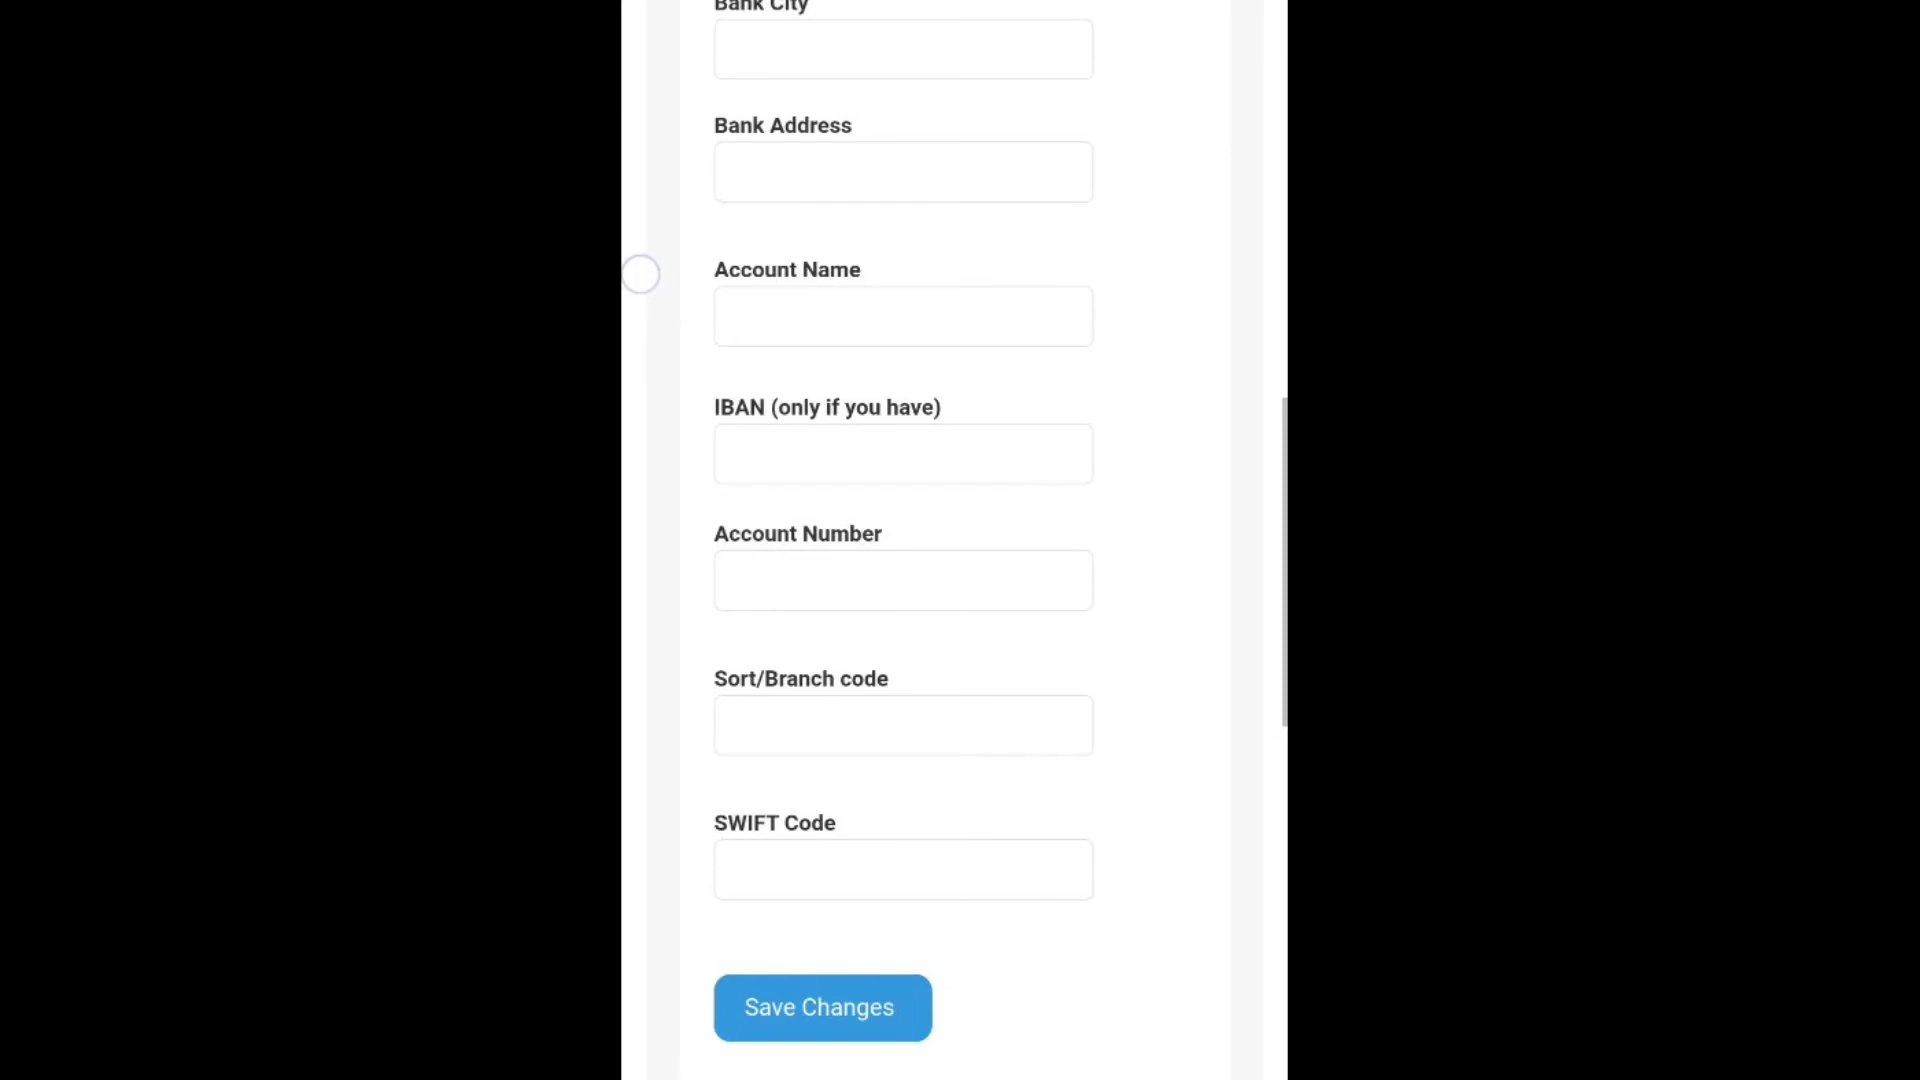 Bank City
Bank Address
Account Name
IBAN (only if you have)
Account Number
Sort/Branch code
SWIFT Code
Save Changes